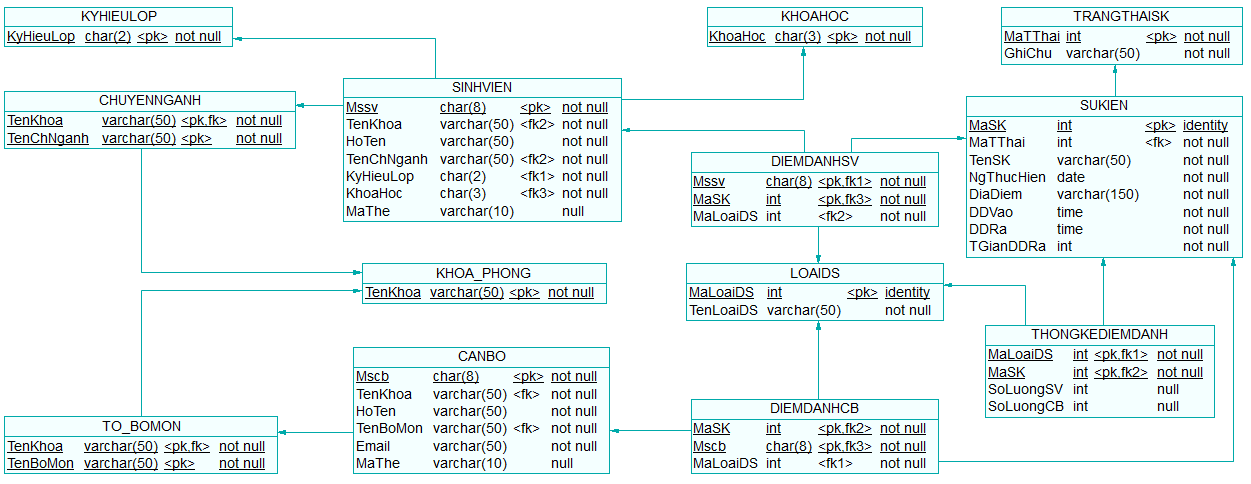 KYHIEULOP
KyHieuLop char(2) <pk> not null
KHOAHOC
KhoaHoc char(3) <pk> not null
TRANGTHAISK
MaTThai int <pk> not null
GhiChu varchar(50) not null
CHUYENNGANH
TenKhoa varchar(50) <pk,fk> not null
TenChNganh varchar(50) <pk> not null
SINHVIEN
Mssv char(8) <pk> not null
TenKhoa varchar(50) <fk2> not null
HoTen varchar(50) not null
TenChNganh varchar(50) <fk2> not null
KyHieuLop char(2) <fk1> not null
KhoaHoc char(3) <fk3> not null
MaThe varchar(10) null
SUKIEN
MaSK int <pk> identity
MaTThai int <fk> not null
TenSK varchar(50) not null
NgThucHien date not null
DiaDiem varchar(150) not null
DDVao time not null
DDRa time not null
TGianDDRa int not null
DIEMDANHSV
Mssv char(8) <pk,fk1> not null
MaSK int <pk,fk3> not null
MaLoaiDS int <fk2> not null
KHOA_PHONG
TenKhoa varchar(50) <pk> not null
LOAIDS
MaLoaiDS int <pk> identity
TenLoaiDS varchar(50) not null
THONGKEDIEMDANH
MaLoaiDS int <pk,fk1> not null
MaSK int <pk,fk2> not null
SoLuongSV int null
SoLuongCB int null
CANBO
Mscb char(8) <pk> not null
TenKhoa varchar(50) <fk> not null
HoTen varchar(50) not null
TenBoMon varchar(50) <fk> not null
Email varchar(50) not null
MaThe varchar(10) null
TO_BOMON
TenKhoa varchar(50) <pk,fk> not null
TenBoMon varchar(50) <pk> not null
DIEMDANHCB
MaSK int <pk,fk2> not null
Mscb char(8) <pk,fk3> not null
MaLoaiDS int <fk1> not null